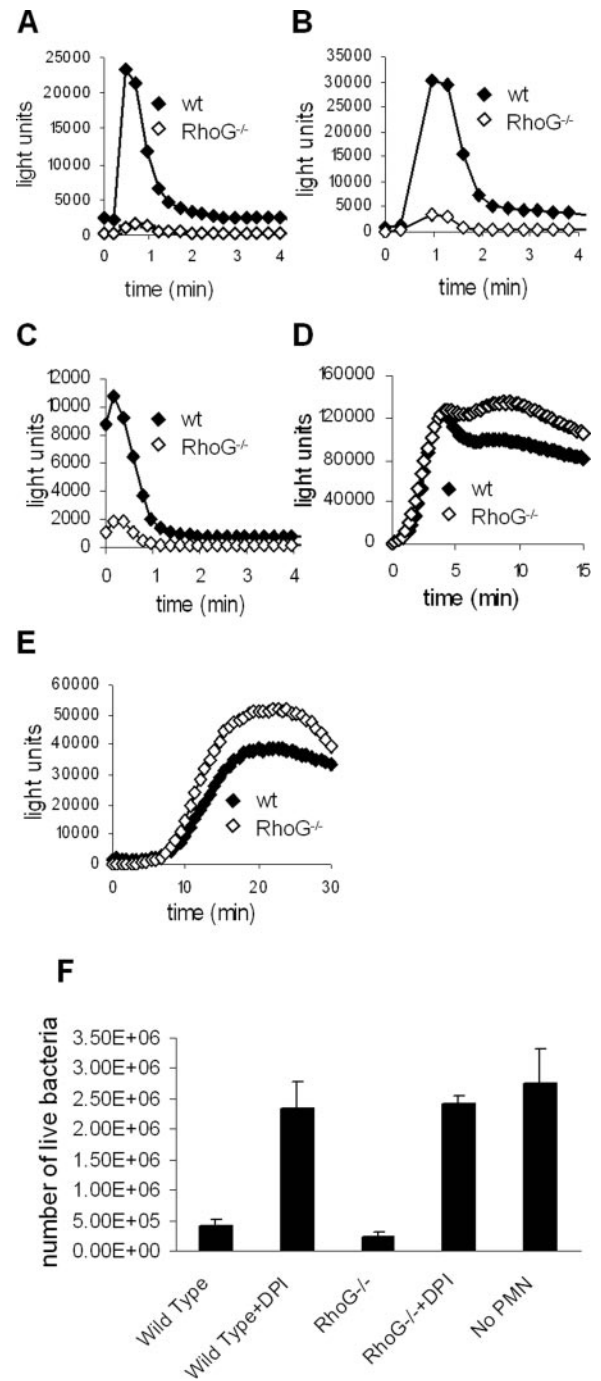 A
25000
20000
15000
10000
5000
0
light units
wt
RhoG-/-
0 1 2 3 4
time (min)
B
35000
30000
25000
20000
15000
10000
5000
0
light units
wt
RhoG-/-
0 1 2 3 4
time (min)
C
12000
10000
8000
6000
4000
2000
0
light units
wt
RhoG-/-
0 1 2 3 4
time (min)
D
160000
120000
80000
40000
0
light units
wt
RhoG-/-
0 5 10 15
time (min)
E
60000
50000
40000
30000
20000
10000
0
light units
wt
RhoG-/-
0 10 20 30
time (min)
F
3.50E+06
3.00E+06
2.50E+06
2.00E+06
1.50E+06
1.00E+06
5.00E+05
0.00E+00
number of live bacteria
Wild Type
Wild Type+DPI
RhoG-/-
RhoG-/-+DPI
No PMN